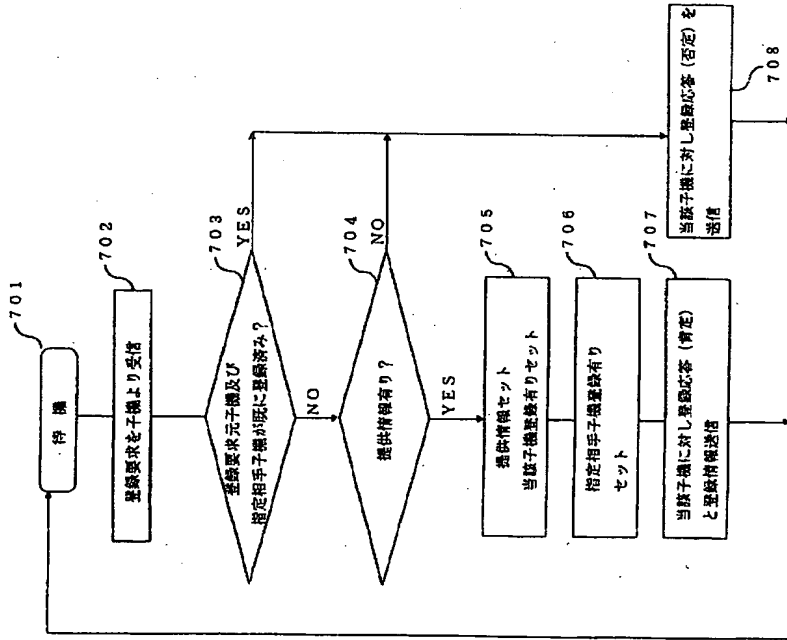 701
待 機
702
登録要求を子機より受信
703
登録要求元子機及び
指定相手子機が既に登録済み?
YES
NO
704
提供情報有り?
NO
YES
705
提供情報セット
当該子機登録有りセット
706
指定相手子機登録有り
セット
707
当該子機に対し登録応答(肯定)
と登録情報送信
当該子機に対し登録応答(否定)を
送信
708